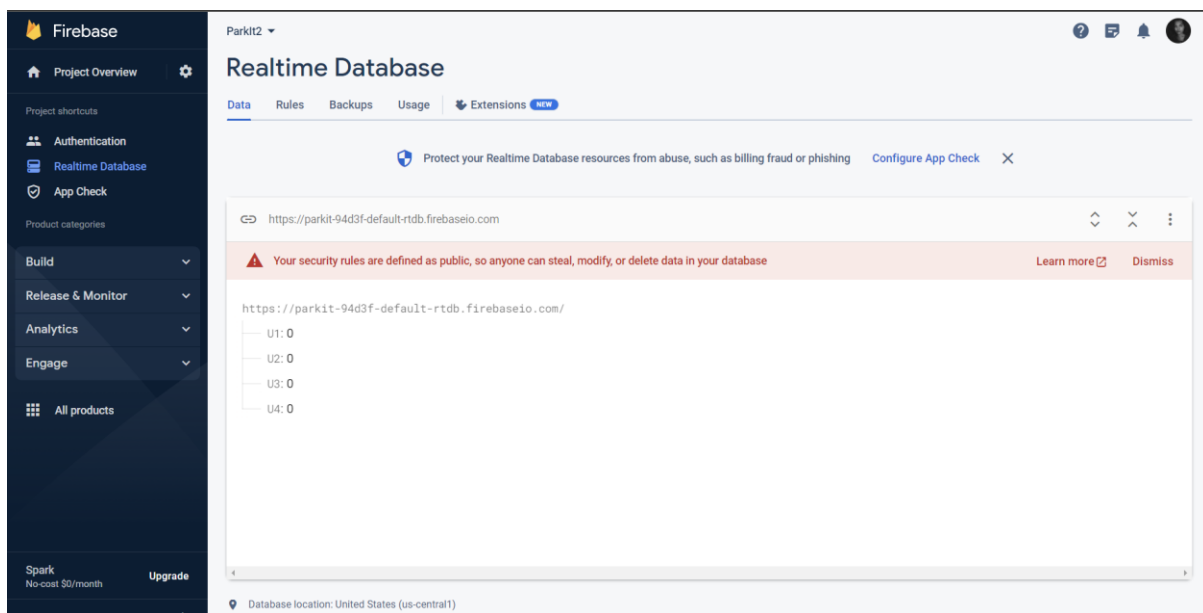 Firebase
Project Overview
Project shortcuts
Authentication
Realtime Database
App Check
Product categories
Build
Release & Monitor
Analytics
Engage
All products
Spark
No-cost $0/month
Upgrade
ParkIt2
Realtime Database
Data Rules Backups Usage Extensions NEW
Protect your Realtime Database resources from abuse, such as billing fraud or phishing Configure App Check
https://parkit-94d3f-default-rtdb.firebaseio.com
Your security rules are defined as public, so anyone can steal, modify, or delete data in your database Learn more Dismiss
https://parkit-94d3f-default-rtdb.firebaseio.com/
U1: 0
U2: 0
U3: 0
U4: 0
Database location: United States (us-central1)